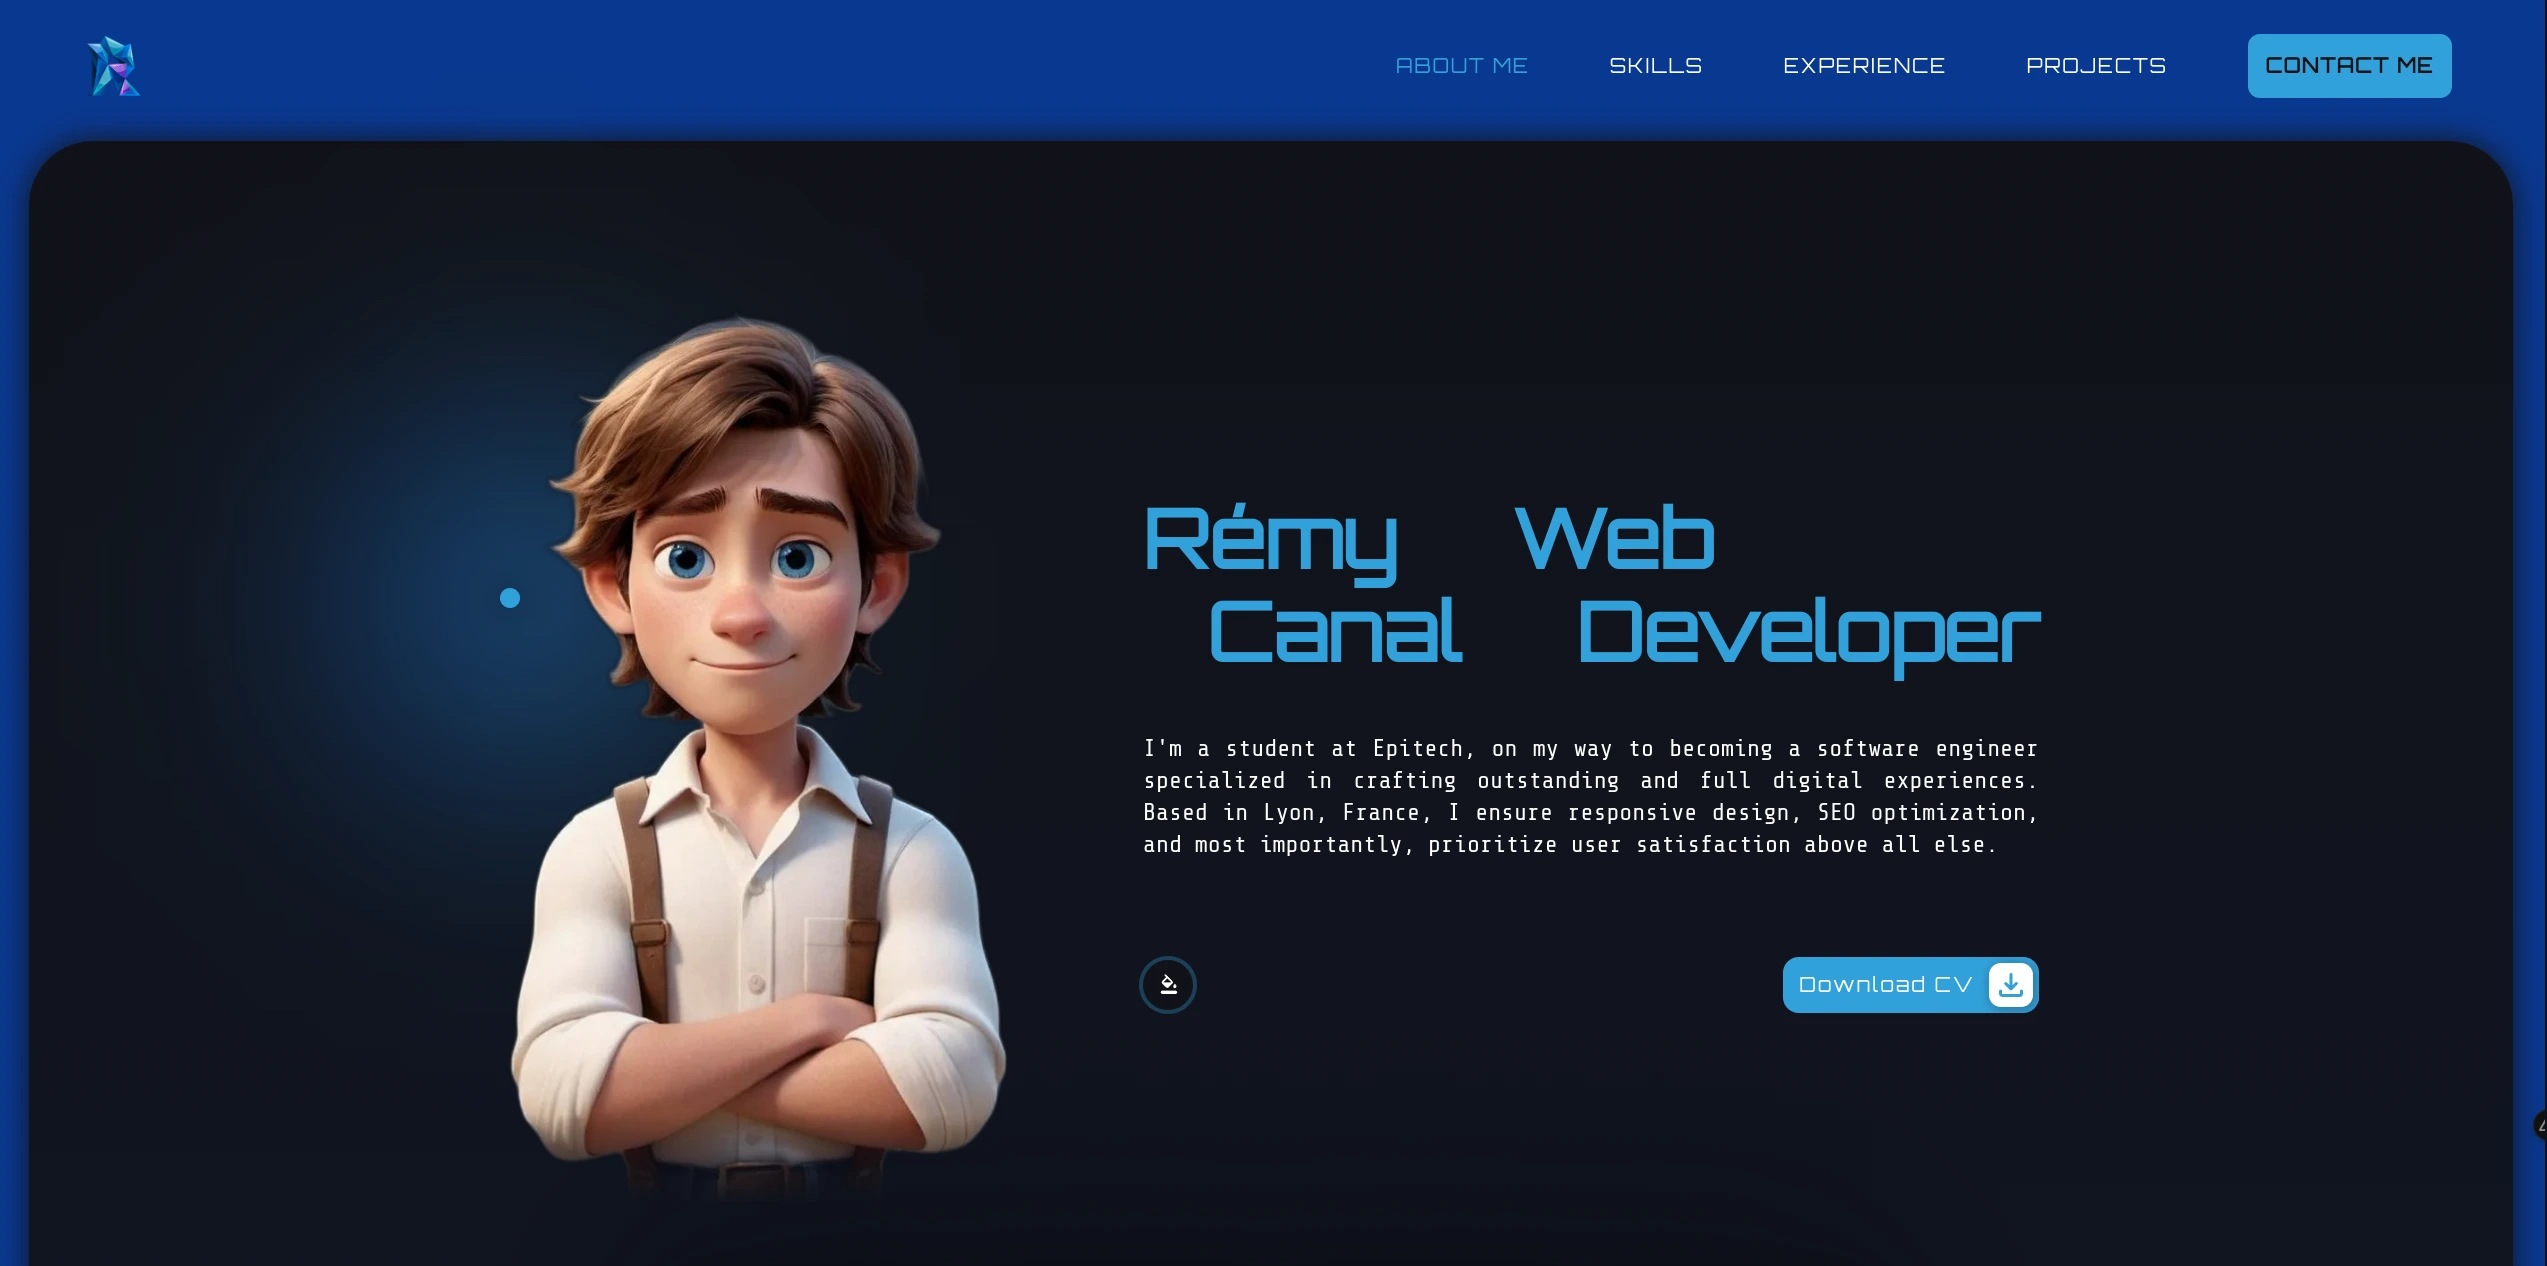 ABOUT ME
SKILLS
EXPERIENCE
PROJECTS
CONTACT ME
Rémy Web
Canal Developer
I'm a student at Epitech, on my way to becoming a software engineer
specialized in crafting outstanding and full digital experiences.
Based in Lyon, France, I ensure responsive design, SEO optimization,
and most importantly, prioritize user satisfaction above all else.
Download CV